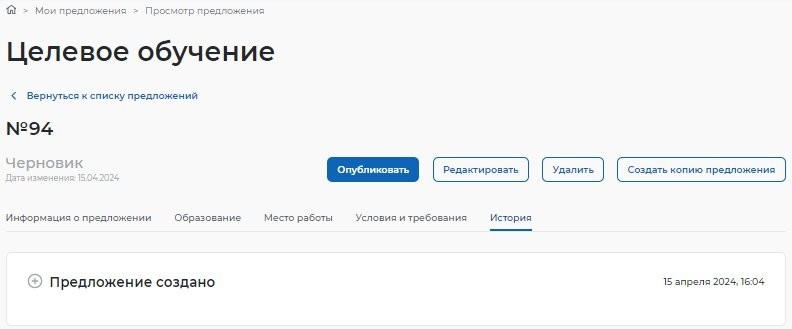 > Мои предложения > Просмотр предложения
Целевое обучение
Вернуться к списку предложений
№94
Черновик
Дата изменения: 15.04.2024
Опубликовать Редактировать Удалить Создать копию предложения
Информация о предложении Образование Место работы Условия и требования История
Предложение создано 15 апреля 2024, 16:04